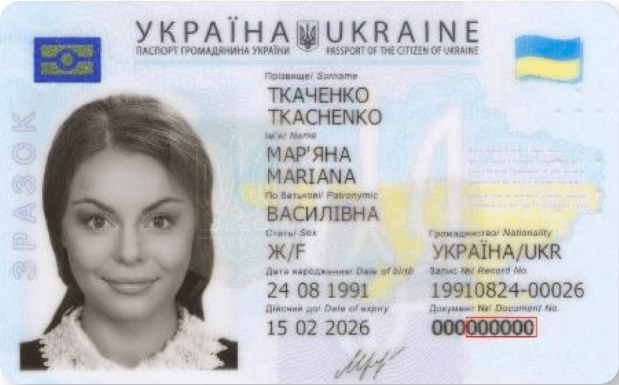 УКРАЇНА UKRAINE
ПАСПОРТ ГРОМАДЯНИНА УКРАЇНИ PASSPORT OF THE CITIZEN OF UKRAINE
ЗРАЗОК
Прізвище/ Surname
ТКАЧЕНКО
TKACHENKO
Ім'я/ Name
МАР'ЯНА
MARIANA
По батькові/ Patronymic
ВАСИЛІВНА
Стать/ Sex Громадянство/ Nationality
Ж/F УКРАЇНА/UKR
Дата народження/ Date of birth Запис №/ Record No.
24 08 1991 19910824-00026
Дійсний до/ Date of expiry Документ №/ Document No.
15 02 2026 000000000